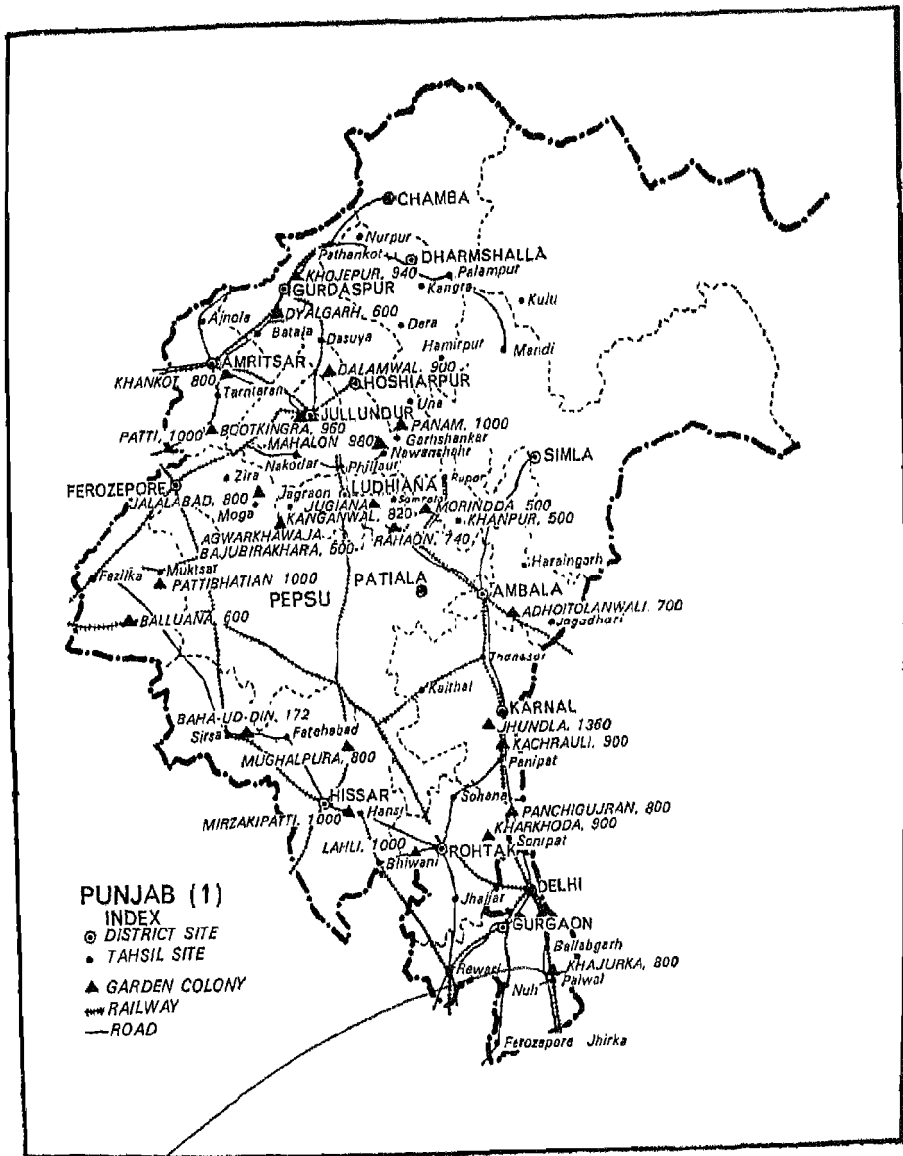 CHAMBA
Nurpur
Pathankot
DHARMSHALLA
KHOJEPUR, 940
Palampur
Kangra
GURDASPUR
Kulu
DYALGARH, 600
Ajnola
Batala
Dasuya
Dera
Hamirpur
Mandi
AMRITSAR
DALAMWAL, 900
KHANKOT, 800
HOSHIARPUR
Tarntaran
Una
JULLUNDUR
PANAM, 1000
PATTI, 1000
BOOTKINGRA, 960
Garhshankar
MAHALON 980
Nawanshahr
SIMLA
Nakodar
Phillaur
Zira
Rupar
FEROZEPORE
LUDHIANA
JALALABAD, 800
Jagraon
Samrala
Moga
JUGIANA
MORINDDA, 500
KANGANWAL, 820
KHANPUR, 500
AGWARKHAWAJA
BAJUBIRAKHARA, 500
RAHAON, 740
Naraingarh
Muktsar
Fazilka
PATTIBHATIAN 1000
PATIALA
AMBALA
PEPSU
ADHOITOLANWALI, 700
Jagadhari
BALLUANA, 600
Thanesar
Kaithal
KARNAL
BAHA-UD-DIN, 172
JHUNDLA, 1360
Sirsa
Fatehabad
KACHRAULI, 900
MUGHALPURA, 800
Panipat
HISSAR
Sohana
MIRZAKIPATTI, 1000
Hansi
PANCHIGUJRAN, 800
KHARKHODA, 900
Sonipat
LAHLI, 1000
ROHTAK
Bhiwani
DELHI
Jhajjar
GURGAON
Ballabgarh
Rewari
KHAJURKA, 800
Nuh
Palwal
Ferozepore Jhirka
PUNJAB (1)
INDEX
DISTRICT SITE
TAHSIL SITE
GARDEN COLONY
RAILWAY
ROAD